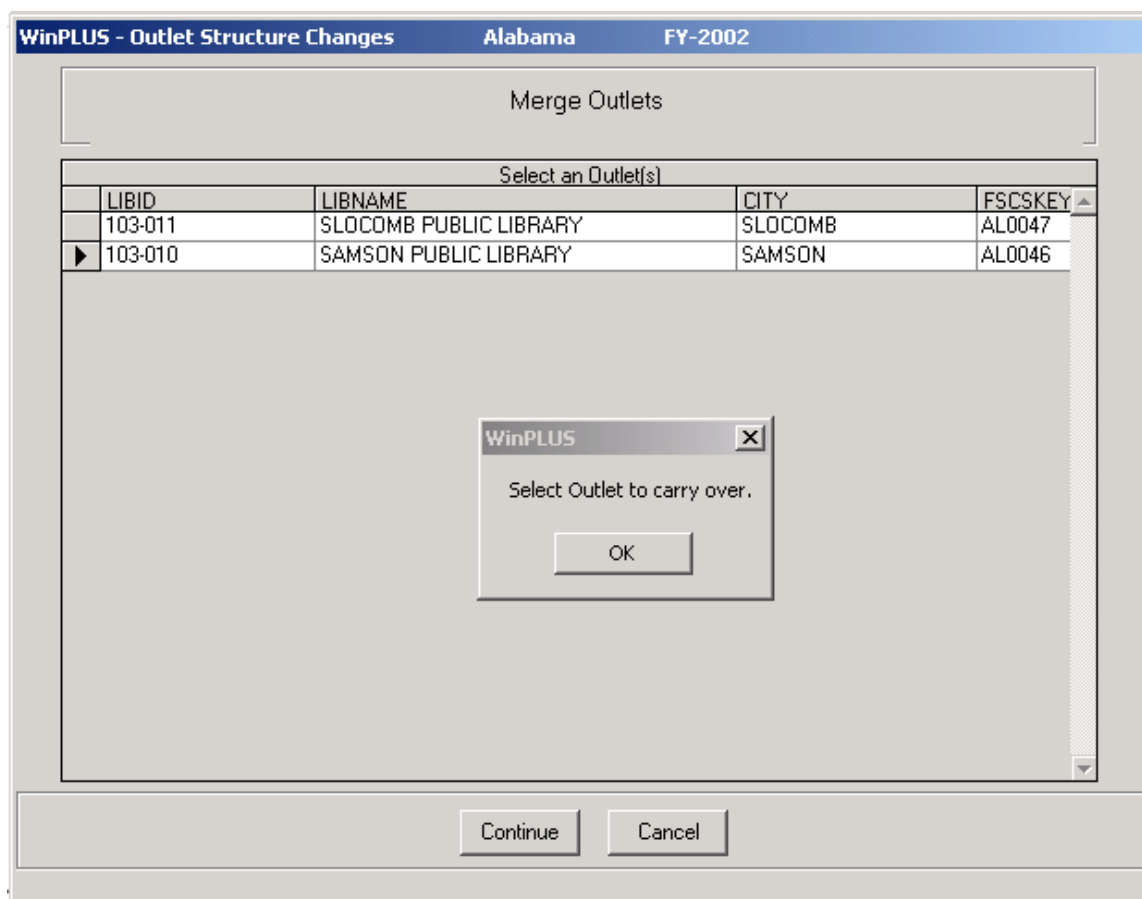 WinPLUS - Outlet Structure Changes Alabama FY-2002
Merge Outlets
Select an Outlet(s)
LIBID LIBNAME CITY FSCSKEY
103-011 SLOCOMB PUBLIC LIBRARY SLOCOMB AL0047
103-010 SAMSON PUBLIC LIBRARY SAMSON AL0046
WinPLUS
Select Outlet to carry over.
OK
Continue Cancel